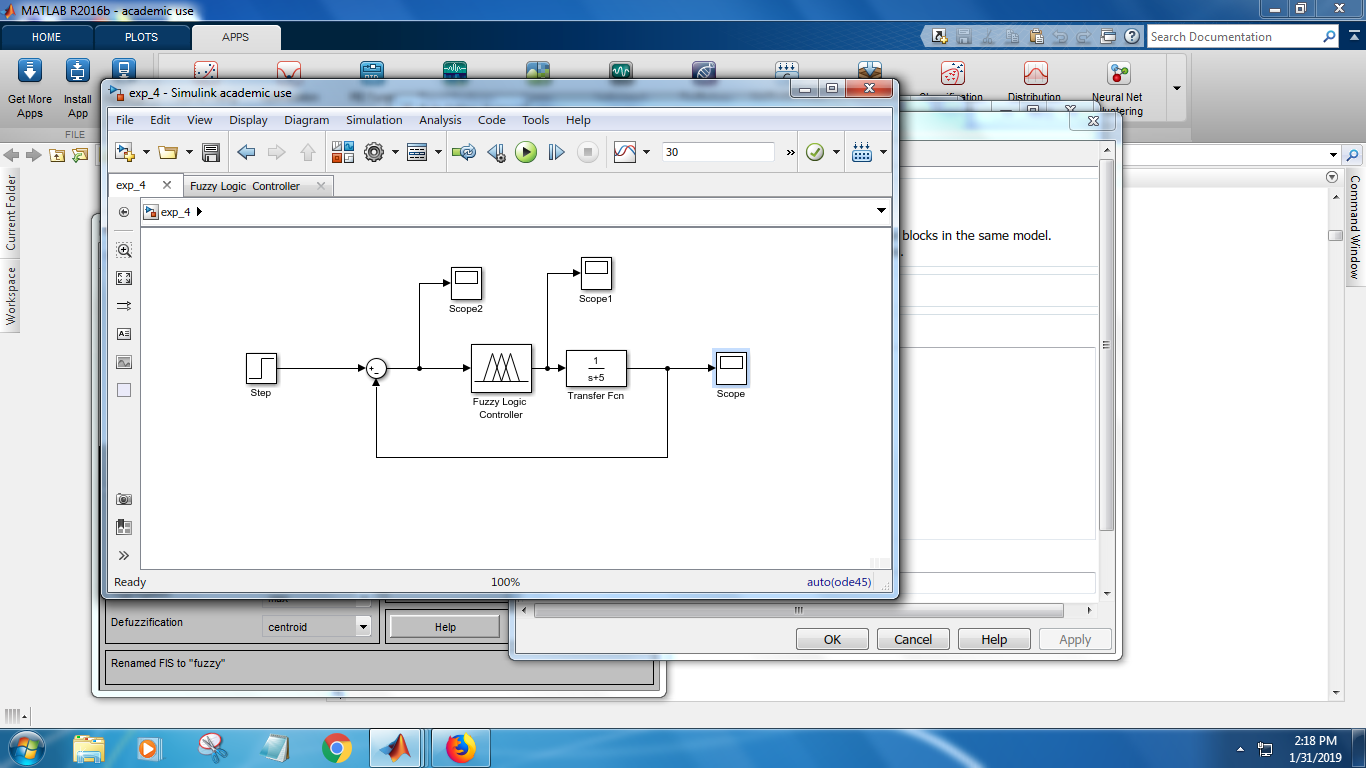 MATLAB R2016b - academic use
HOME PLOTS APPS
Search Documentation
Get More Apps
Install App
Distribution
Neural Net
FILE
exp_4 - Simulink academic use
File Edit View Display Diagram Simulation Analysis Code Tools Help
30
»
exp_4
Fuzzy Logic Controller
exp_4
Current Folder
Workspace
Command Window
blocks in the same model.
Scope2
Scope1
Step
Fuzzy Logic
Controller
1
s+5
Transfer Fcn
Scope
Ready
100%
auto(ode45)
Defuzzification
centroid
Help
Renamed FIS to "fuzzy"
OK
Cancel
Help
Apply
2:18 PM
1/31/2019